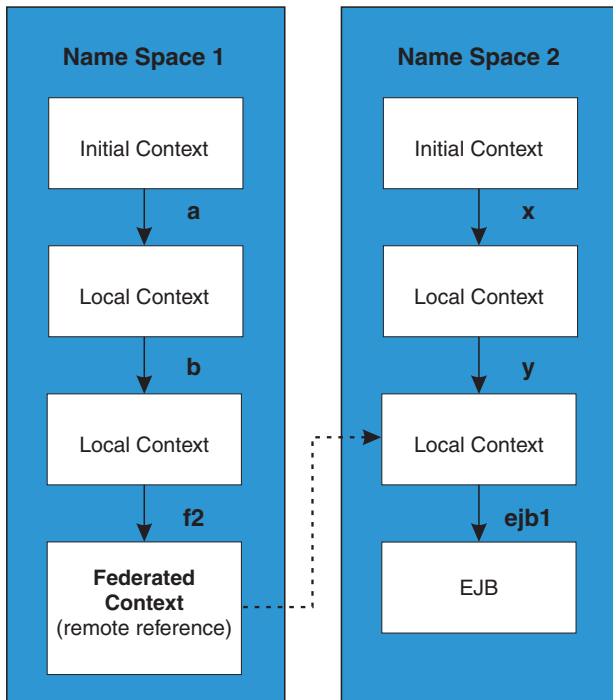 Name Space 1
Initial Context
a
Local Context
b
Local Context
f2
Federated
Context
(remote reference)
Name Space 2
Initial Context
x
Local Context
y
Local Context
ejb1
EJB